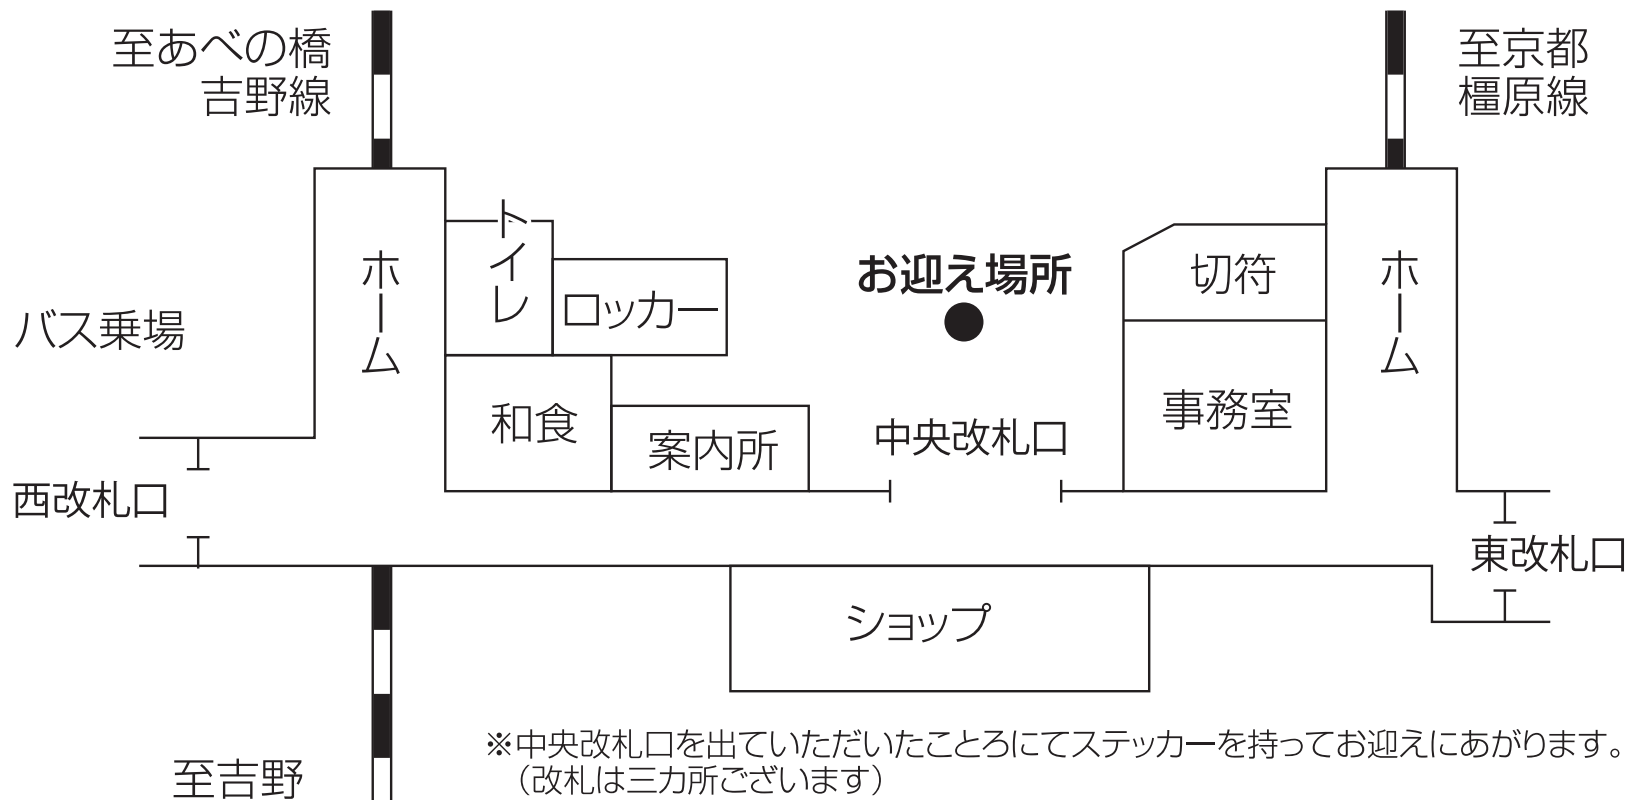 至あべの橋
吉野線
至京都
橿原線
トイレ
ホーム
ロッカー
お迎え場所
切符
ホーム
バス乗場
和食
案内所
中央改札口
事務室
西改札口
東改札口
ショップ
※中央改札口を出ていただいたことろにてステッカーを持ってお迎えにあがります。
（改札は三カ所ございます）
至吉野